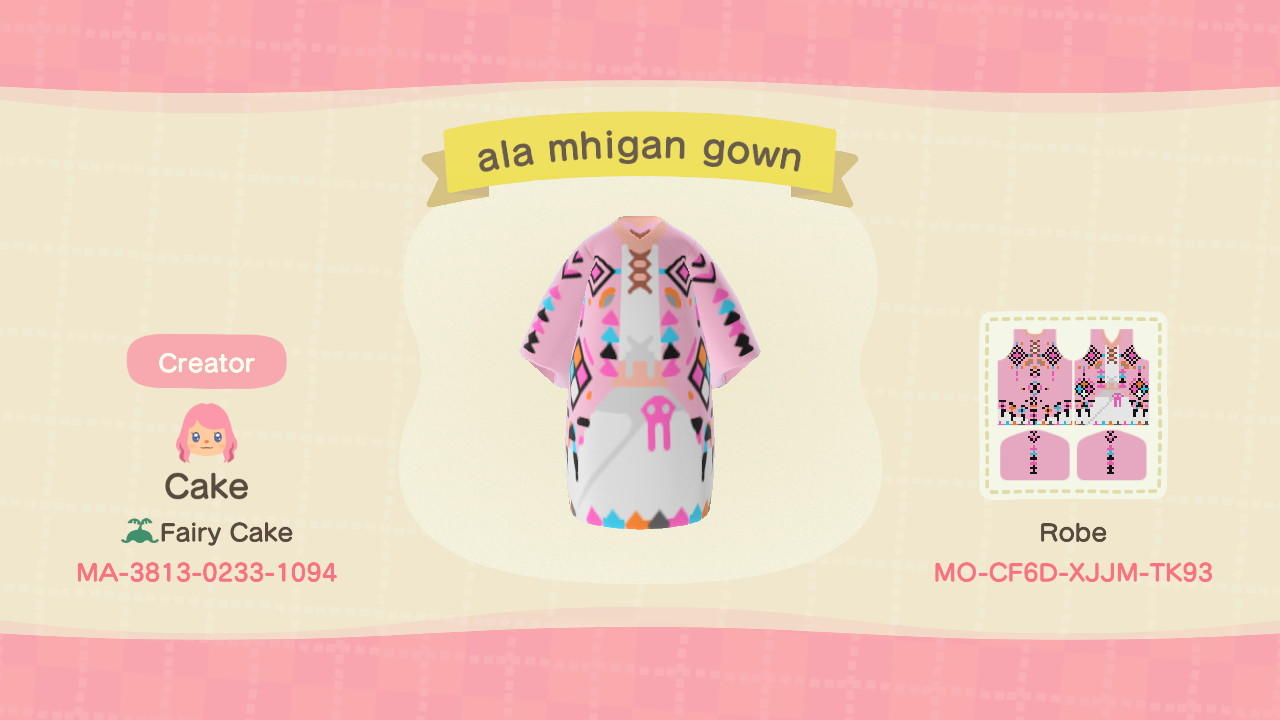 ala mhigan gown
Creator
Cake
Fairy Cake
MA-3813-0233-1094
Robe
MO-CF6D-XJJM-TK93